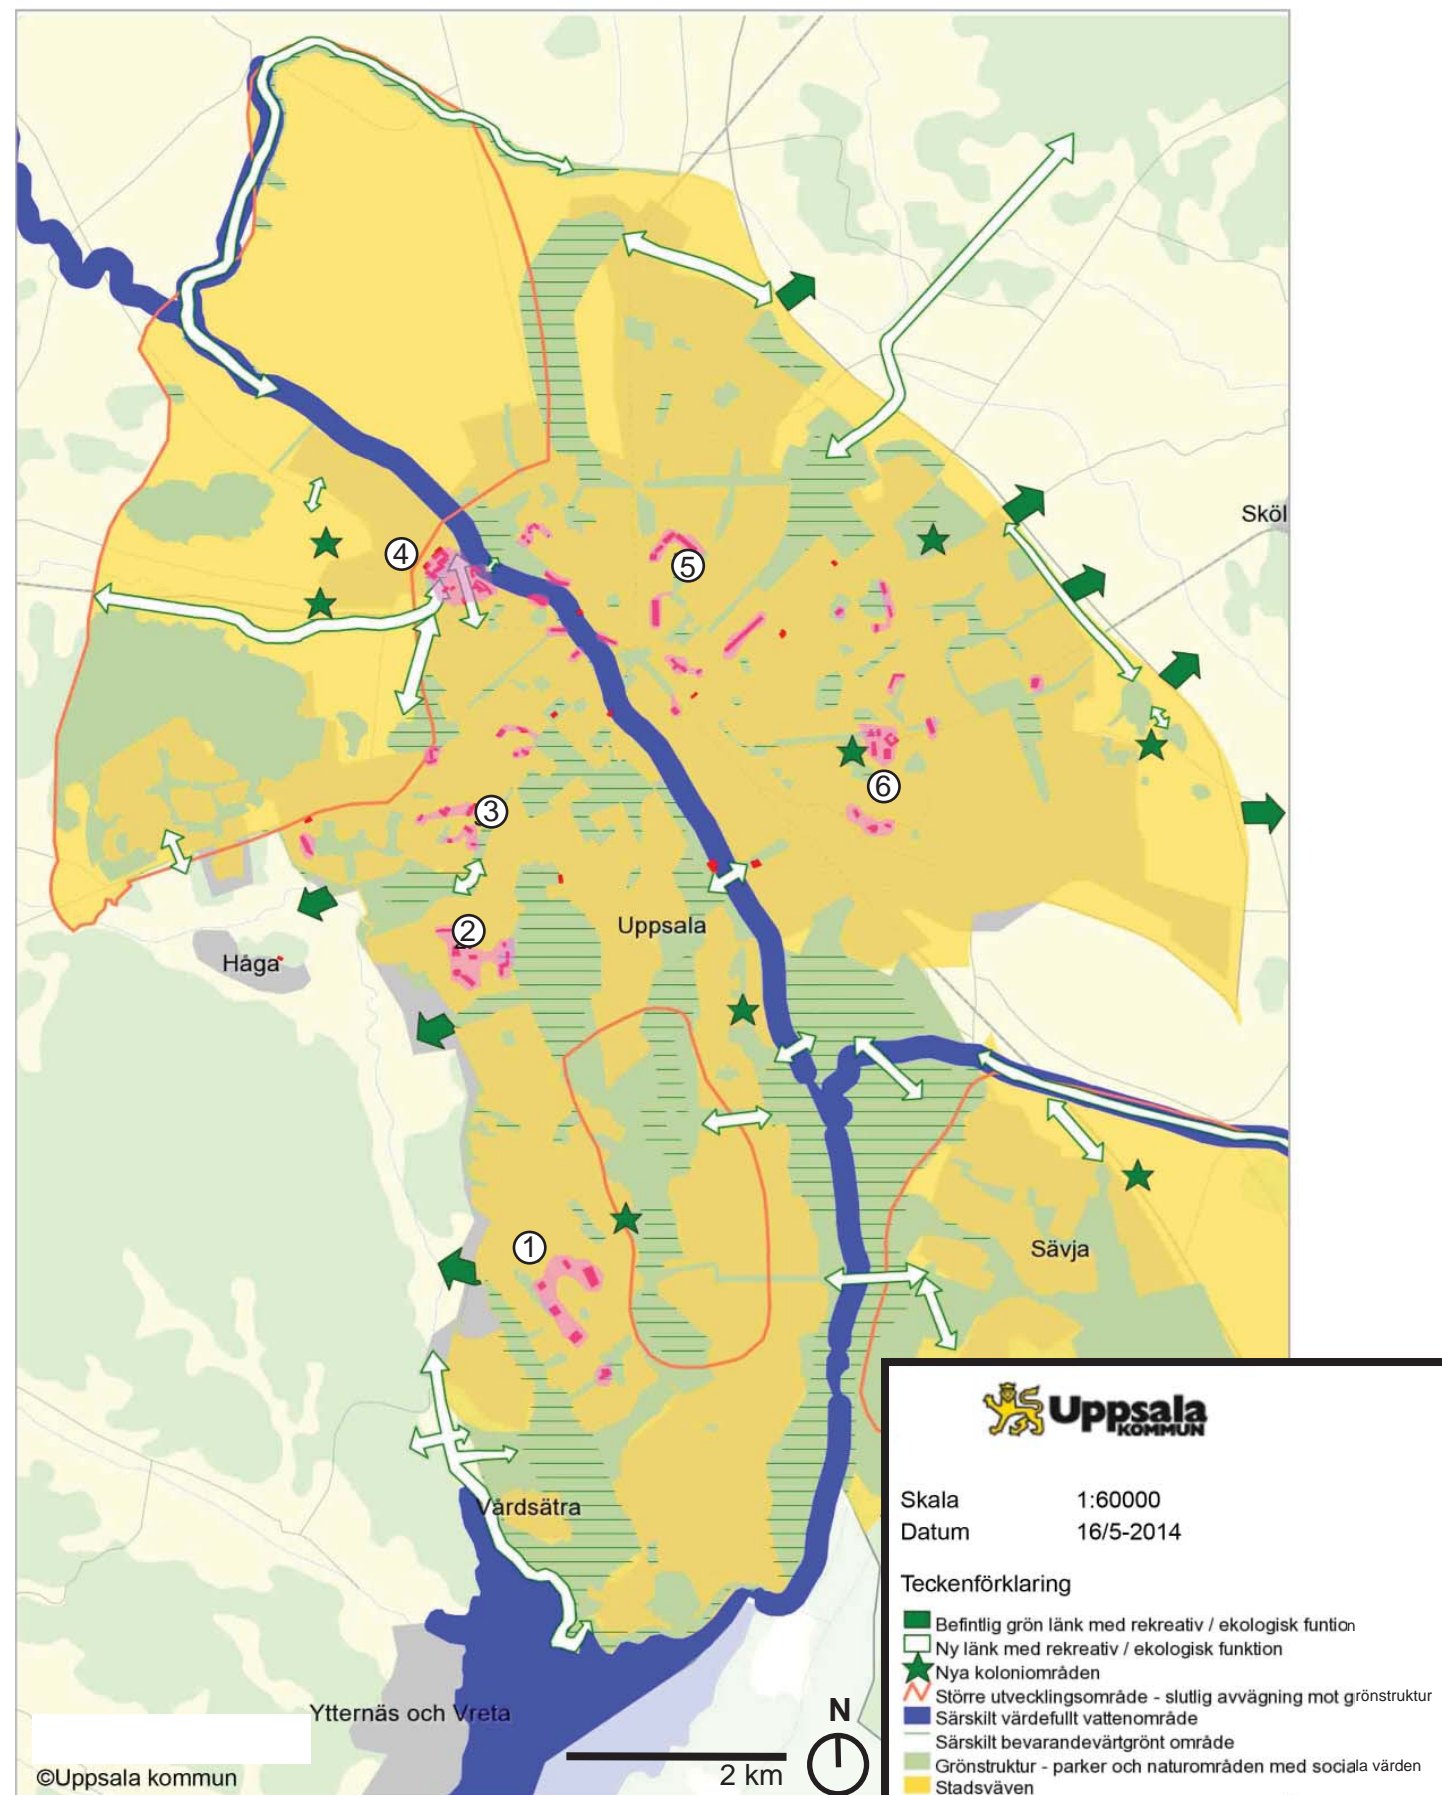 Sköl
4
5
6
3
2
Uppsala
Håga
1
Sävja
Vårdsätra
Ytternäs och Vreta
©Uppsala kommun
2 km
N
Uppsala
KOMMUN
Skala 1:60000
Datum 16/5-2014
Teckenförklaring
Befintlig grön länk med rekreativ / ekologisk funtion
Ny länk med rekreativ / ekologisk funktion
Nya koloniområden
Större utvecklingsområde - slutlig avvägning mot grönstruktur
Särskilt värdefullt vattenområde
Särskilt bevarandevärtgrönt område
Grönstruktur - parker och naturområden med sociala värden
Stadsväven